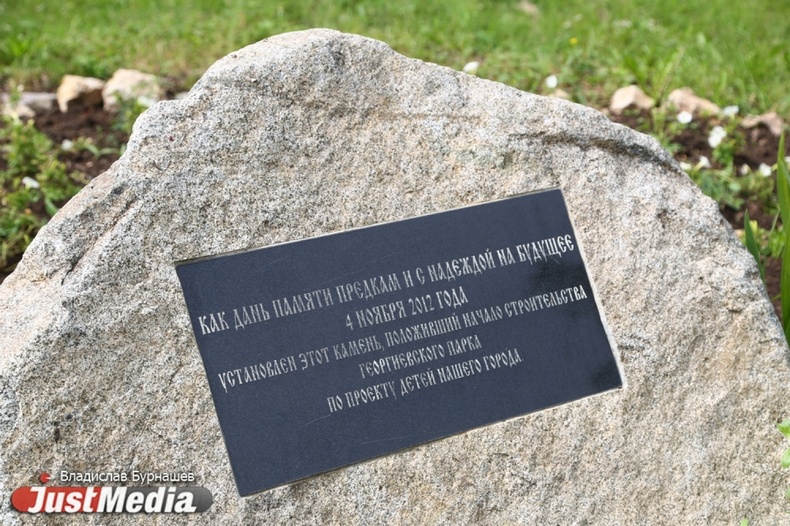 КАК ДАНЬ ПАМЯТИ ПРЕДКАМ И С НАДЕЖДОЙ НА БУДУЩЕЕ
4 НОЯБРЯ 2012 ГОДА
УСТАНОВЛЕН ЭТОТ КАМЕНЬ, ПОЛОЖИВШИЙ НАЧАЛО СТРОИТЕЛЬСТВА
ГЕОРГИЕВСКОГО ПАРКА
ПО ПРОЕКТУ ДЕТЕЙ НАШЕГО ГОРОДА
Владислав Бурнашев
JustMedia